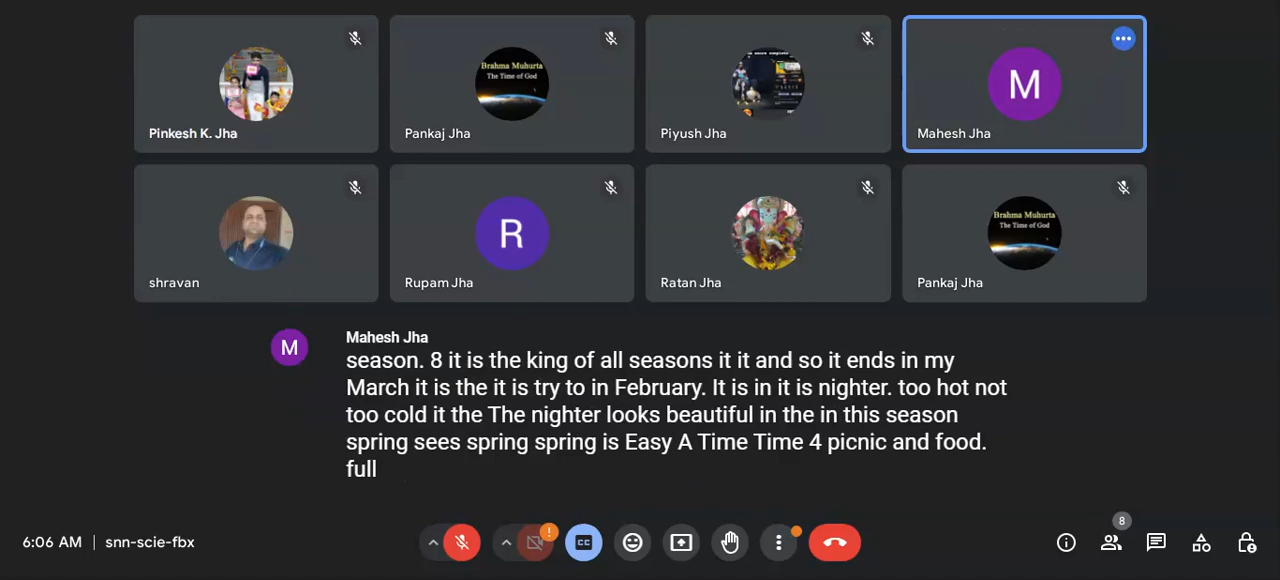 Pinkesh K. Jha
Brahma Muhurta
The Time of God
Pankaj Jha
Piyush Jha
M
Mahesh Jha
shravan
R
Rupam Jha
Ratan Jha
Brahma Muhurta
The Time of God
Pankaj Jha
M
Mahesh Jha
season. 8 it is the king of all seasons it it and so it ends in my
March it is the it is try to in February. It is in it is nighter. too hot not
too cold it the The nighter looks beautiful in the in this season
spring sees spring spring is Easy A Time Time 4 picnic and food.
full
6:06 AM | snn-scie-fbx
!
CC
8